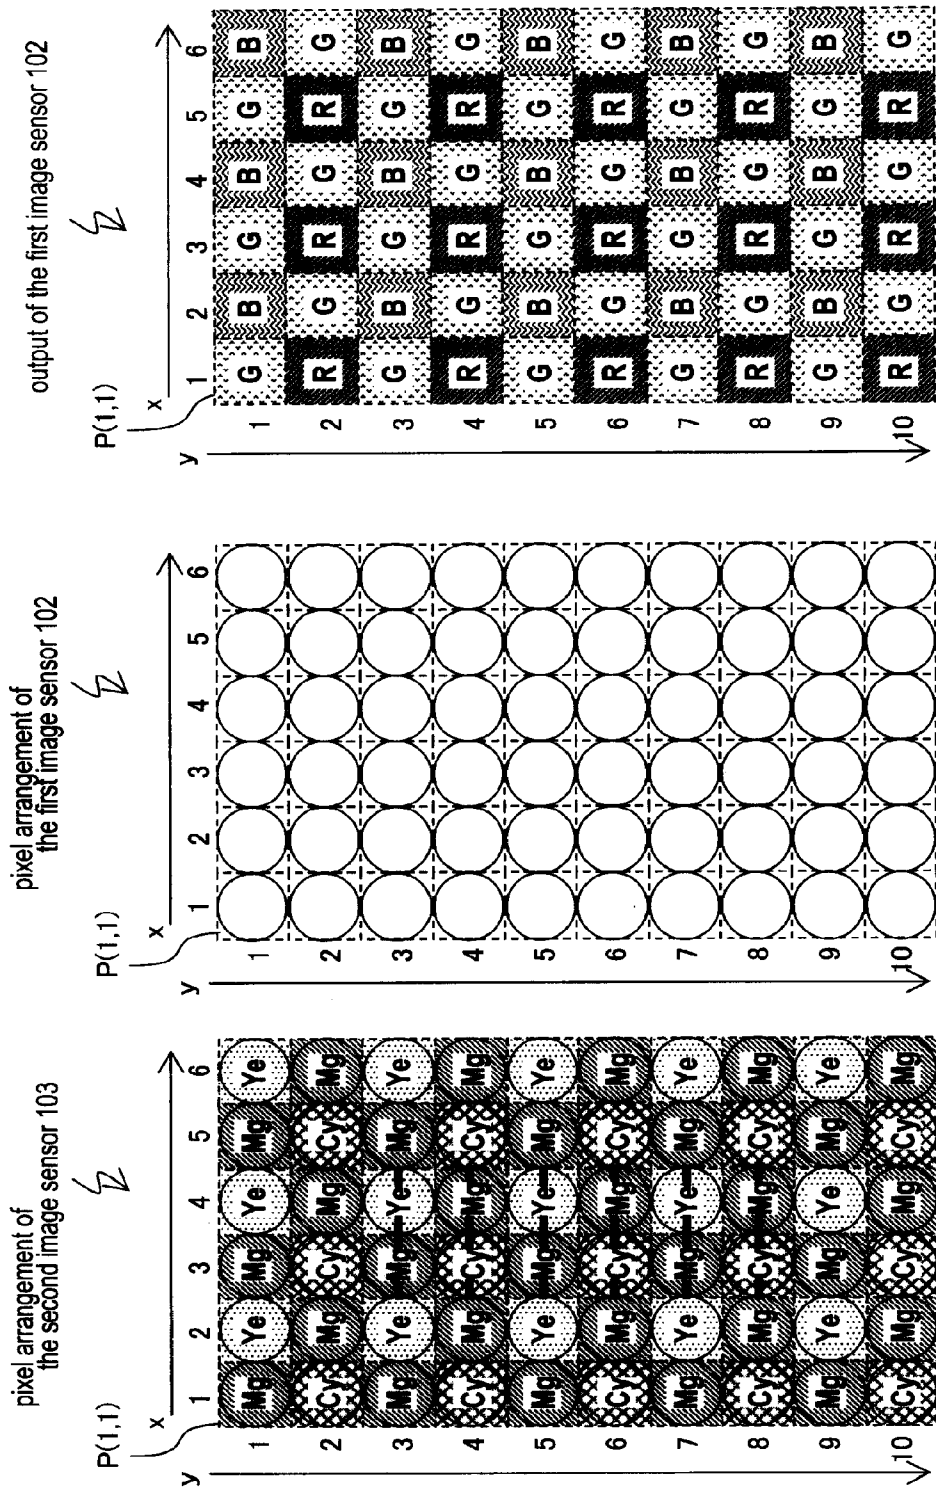 pixel arrangement of
the second image sensor 103
P(1,1)
x
y
1 2 3 4 5 6
1 Mg Ye Mg Ye Mg Ye
2 Cy Mg Cy Mg Cy Mg
3 Mg Ye Mg Ye Mg Ye
4 Cy Mg Cy Mg Cy Mg
5 Mg Ye Mg Ye Mg Ye
6 Cy Mg Cy Mg Cy Mg
7 Mg Ye Mg Ye Mg Ye
8 Cy Mg Cy Mg Cy Mg
9 Mg Ye Mg Ye Mg Ye
10 Cy Mg Cy Mg Cy Mg
pixel arrangement of
the first image sensor 102
P(1,1)
x
y
1 2 3 4 5 6
1
2
3
4
5
6
7
8
9
10
output of the first image sensor 102
P(1,1)
x
y
1 2 3 4 5 6
1 G B G B G B
2 R G R G R G
3 G B G B G B
4 R G R G R G
5 G B G B G B
6 R G R G R G
7 G B G B G B
8 R G R G R G
9 G B G B G B
10 R G R G R G